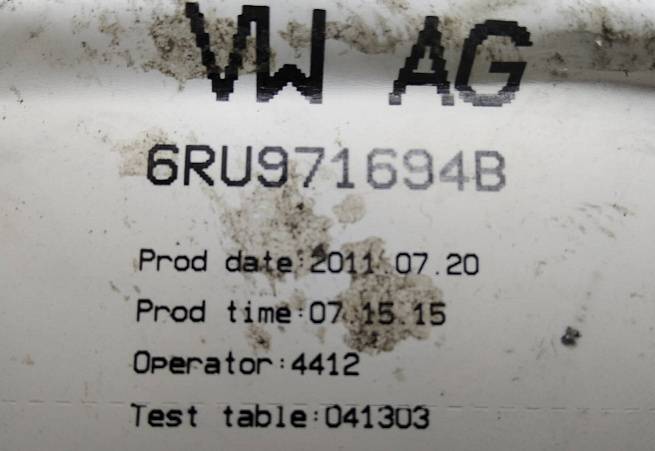 VW AG
6RU971694B
Prod date:2011.07.20
Prod time:07.15.15
Operator:4412
Test table:041303